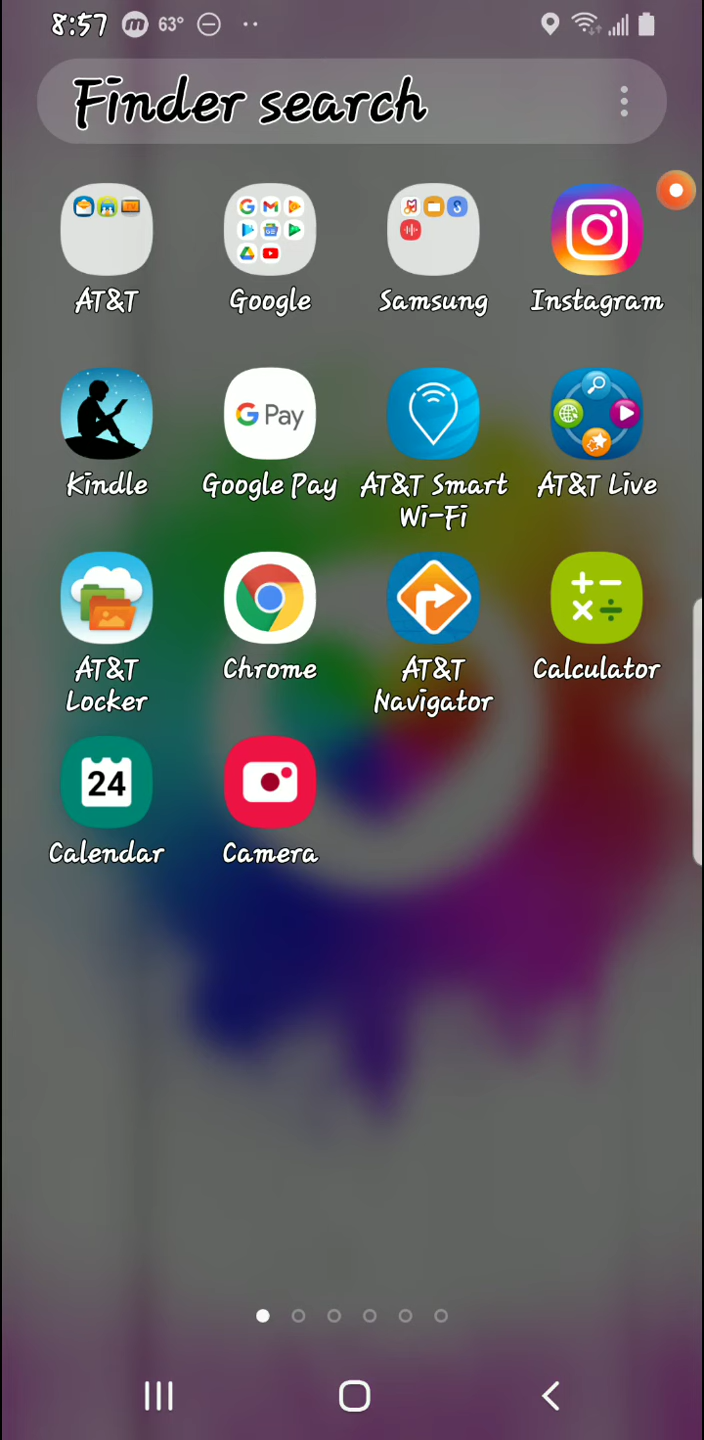 8:57 m 63°
Finder search
AT&T Google Samsung Instagram
G Pay
Kindle Google Pay AT&T Smart Wi-Fi AT&T Live
AT&T Locker Chrome AT&T Navigator Calculator
24
Calendar Camera